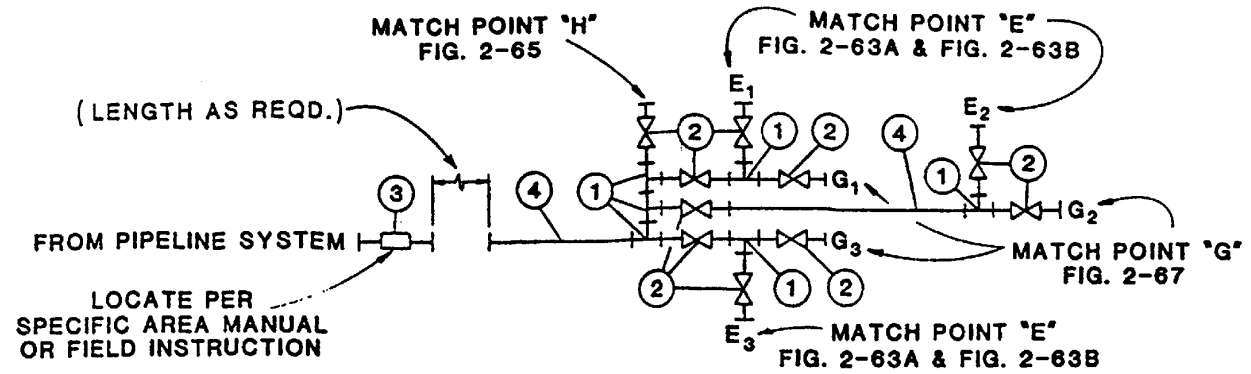 MATCH POINT "H"
FIG. 2-65
MATCH POINT "E"
FIG. 2-63A & FIG. 2-63B
(LENGTH AS REQD.)
E1
E2
2
1
2
4
2
1
3
4
1
G1
G2
FROM PIPELINE SYSTEM
G3
MATCH POINT "G"
FIG. 2-67
2
1
2
LOCATE PER
SPECIFIC AREA MANUAL
OR FIELD INSTRUCTION
E3
MATCH POINT "E"
FIG. 2-63A & FIG. 2-63B